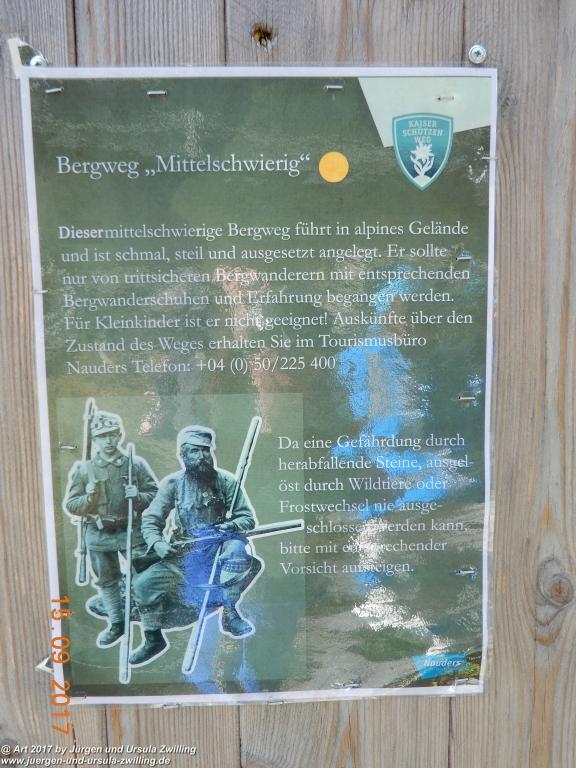 KAISER
SCHÜTZEN
WEG
Bergweg „Mittelschwierig“
Dieser mittelschwierige Bergweg führt in alpines Gelände
und ist schmal, steil und ausgesetzt angelegt. Er sollte
nur von trittsicheren Bergwanderern mit entsprechenden
Bergwanderschuhen und Erfahrung begangen werden.
Für Kleinkinder ist er nicht geeignet! Auskünfte über den
Zustand des Weges erhalten Sie im Tourismusbüro
Nauders Telefon: +04 (0) 50/225 400
Da eine Gefährdung durch
herabfallende Steine, ausgel
öst durch Wildtiere oder
Frostwechsel nie ausge-
schlossen werden kann,
bitte mit entsprechender
Vorsicht aufsteigen.
Nauders
15.09.2017
@ Art 2017 by Jürgen und Ursula Zwilling
www.juergen-und-ursula-zwilling.de